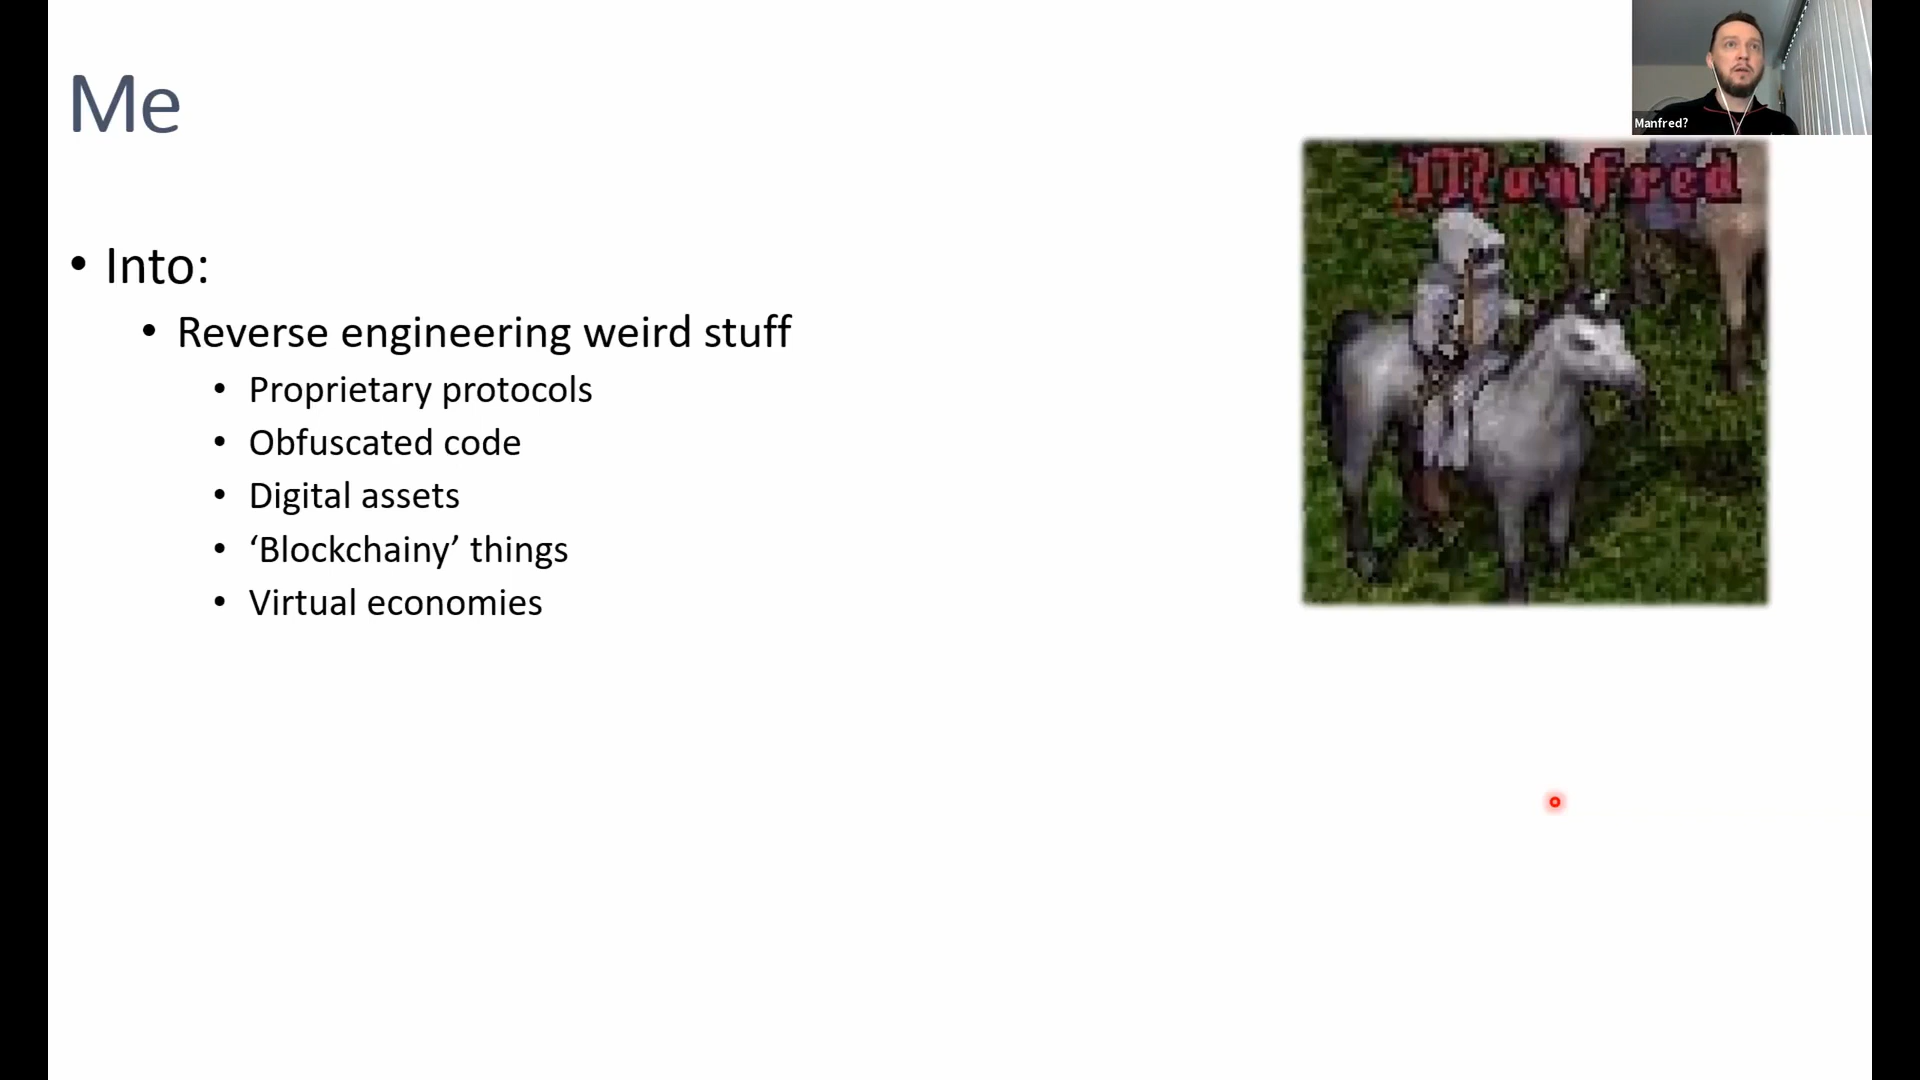 Me
Manfred?
Manfred
• Into:
• Reverse engineering weird stuff
• Proprietary protocols
• Obfuscated code
• Digital assets
• ‘Blockchainy’ things
• Virtual economies